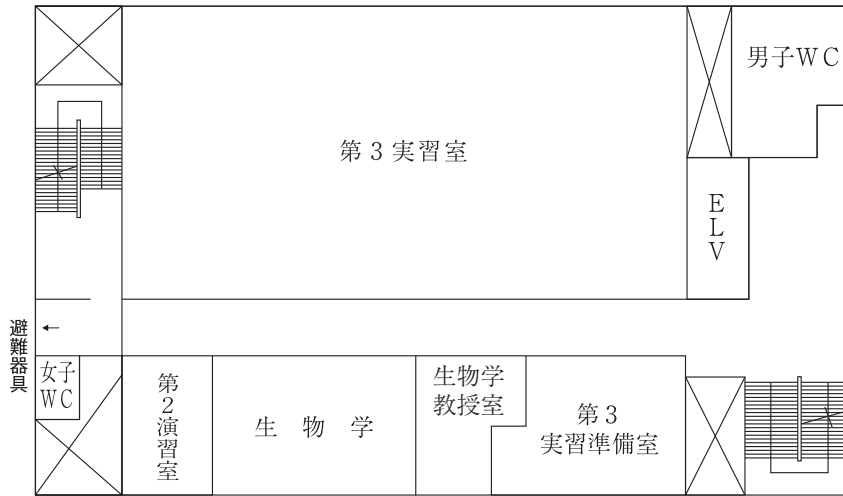 男子WC
第3実習室
ELV
避難器具
女子
WC
第2演習室
生物学
生物学
教授室
第3
実習準備室